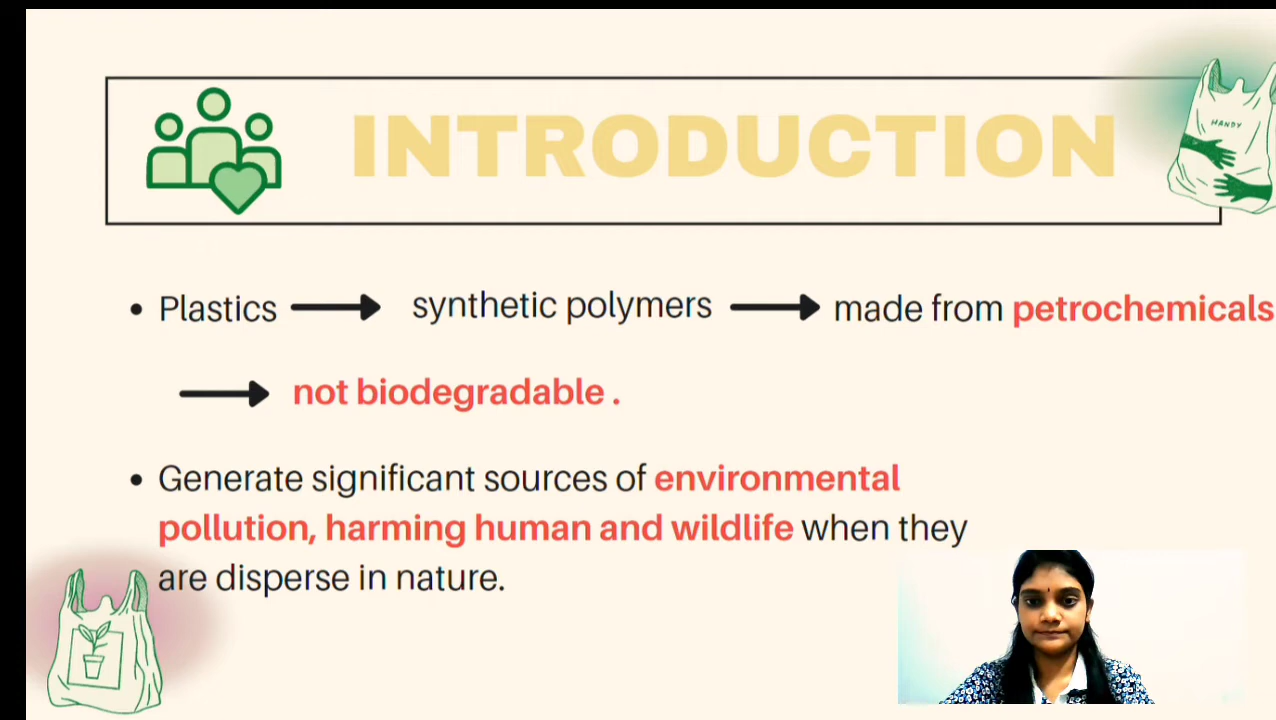 INTRODUCTION
HANDY
• Plastics → synthetic polymers → made from petrochemicals
→ not biodegradable .
• Generate significant sources of environmental
pollution, harming human and wildlife when they
are disperse in nature.